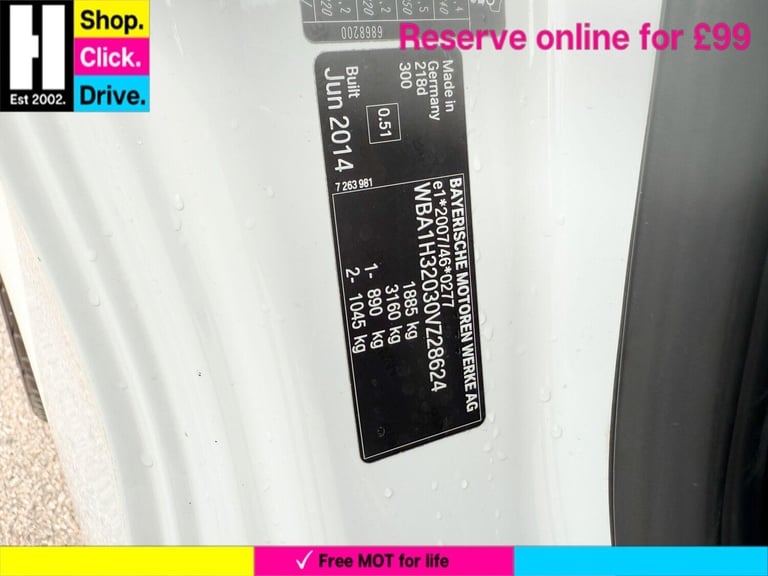 Shop.
Click.
Drive.
Est 2002.
Reserve online for £99
6868200
Made in
Germany
218d
300
0.51
Built
Jun 2014
7 263 981
BAYERISCHE MOTOREN WERKE AG
e1*2007/46*0277
WBA1H32030VZ28624
1885 kg
3160 kg
1- 890 kg
2- 1045 kg
✓ Free MOT for life